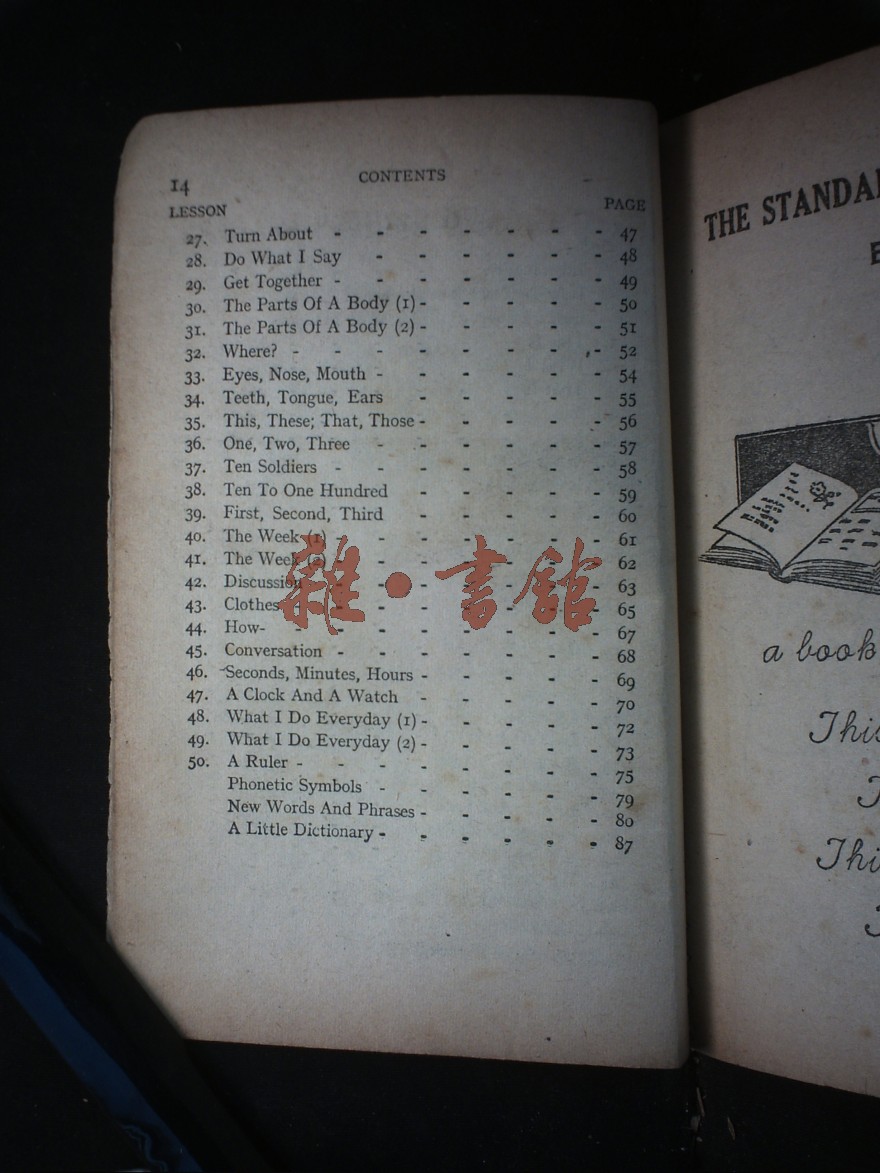 14
CONTENTS
LESSON PAGE
27. Turn About - - - - - - - 47
28. Do What I Say - - - - - - 48
29. Get Together - - - - - - - 49
30. The Parts Of A Body (1) - - - - - 50
31. The Parts Of A Body (2) - - - - - 51
32. Where? - - - - - - - - 52
33. Eyes, Nose, Mouth - - - - - - 54
34. Teeth, Tongue, Ears - - - - - 55
35. This, These; That, Those - - - - - 56
36. One, Two, Three - - - - - - 57
37. Ten Soldiers - - - - - - - 58
38. Ten To One Hundred - - - - - 59
39. First, Second, Third - - - - - 60
40. The Week (1) - - - - - - 61
41. The Week (2) - - - - - - - 62
42. Discussion - - - - - - - 63
43. Clothes - - - - - - - - 65
44. How - - - - - - - - 67
45. Conversation - - - - - - - 68
46. Seconds, Minutes, Hours - - - - - 69
47. A Clock And A Watch - - - - - 70
48. What I Do Everyday (1) - - - - - 72
49. What I Do Everyday (2) - - - - - 73
50. A Ruler - - - - - - - - 75
Phonetic Symbols - - - - - - 79
New Words And Phrases - - - - - 80
A Little Dictionary - - - - - - 87
雜·書館
THE
a book